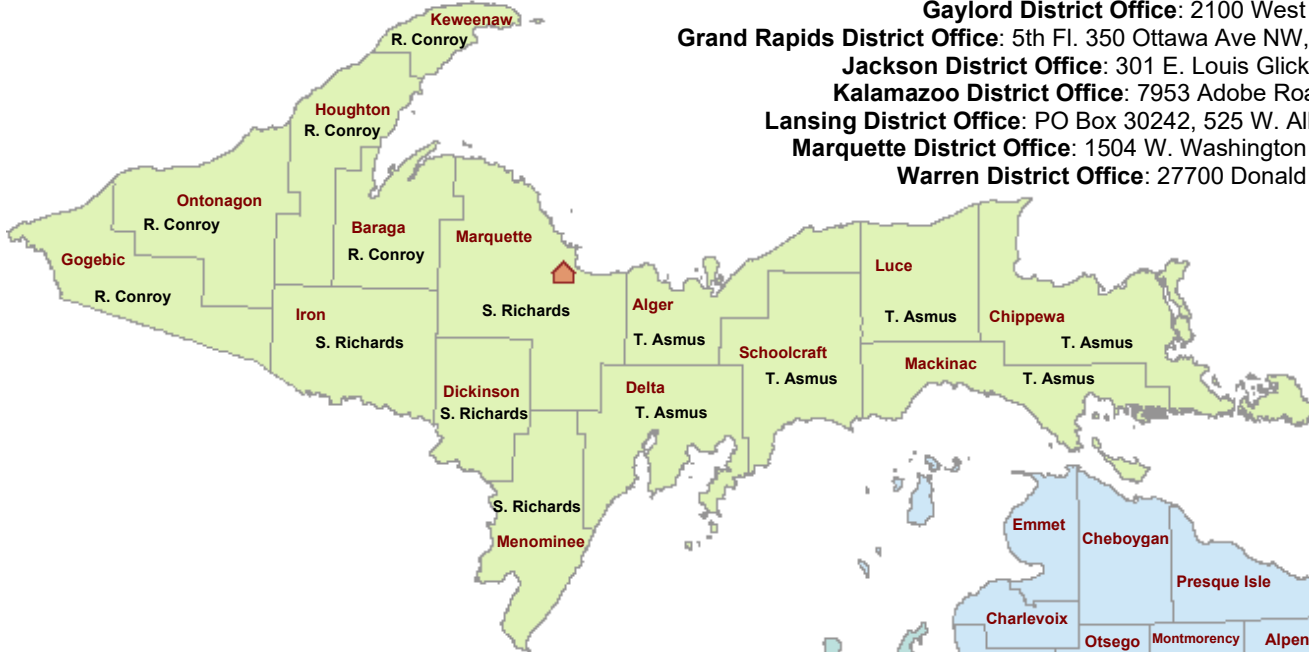 Gaylord District Office: 2100 West
Grand Rapids District Office: 5th Fl. 350 Ottawa Ave NW,
Jackson District Office: 301 E. Louis Glick
Kalamazoo District Office: 7953 Adobe Roa
Lansing District Office: PO Box 30242, 525 W. All
Marquette District Office: 1504 W. Washington
Warren District Office: 27700 Donald
Keweenaw
R. Conroy
Houghton
R. Conroy
Ontonagon
R. Conroy
Baraga
R. Conroy
Gogebic
R. Conroy
Marquette
S. Richards
Iron
S. Richards
Dickinson
S. Richards
S. Richards
Menominee
Alger
T. Asmus
Delta
T. Asmus
Schoolcraft
T. Asmus
Luce
T. Asmus
Chippewa
T. Asmus
Mackinac
T. Asmus
Emmet
Cheboygan
Presque Isle
Charlevoix
Otsego
Montmorency
Alpen